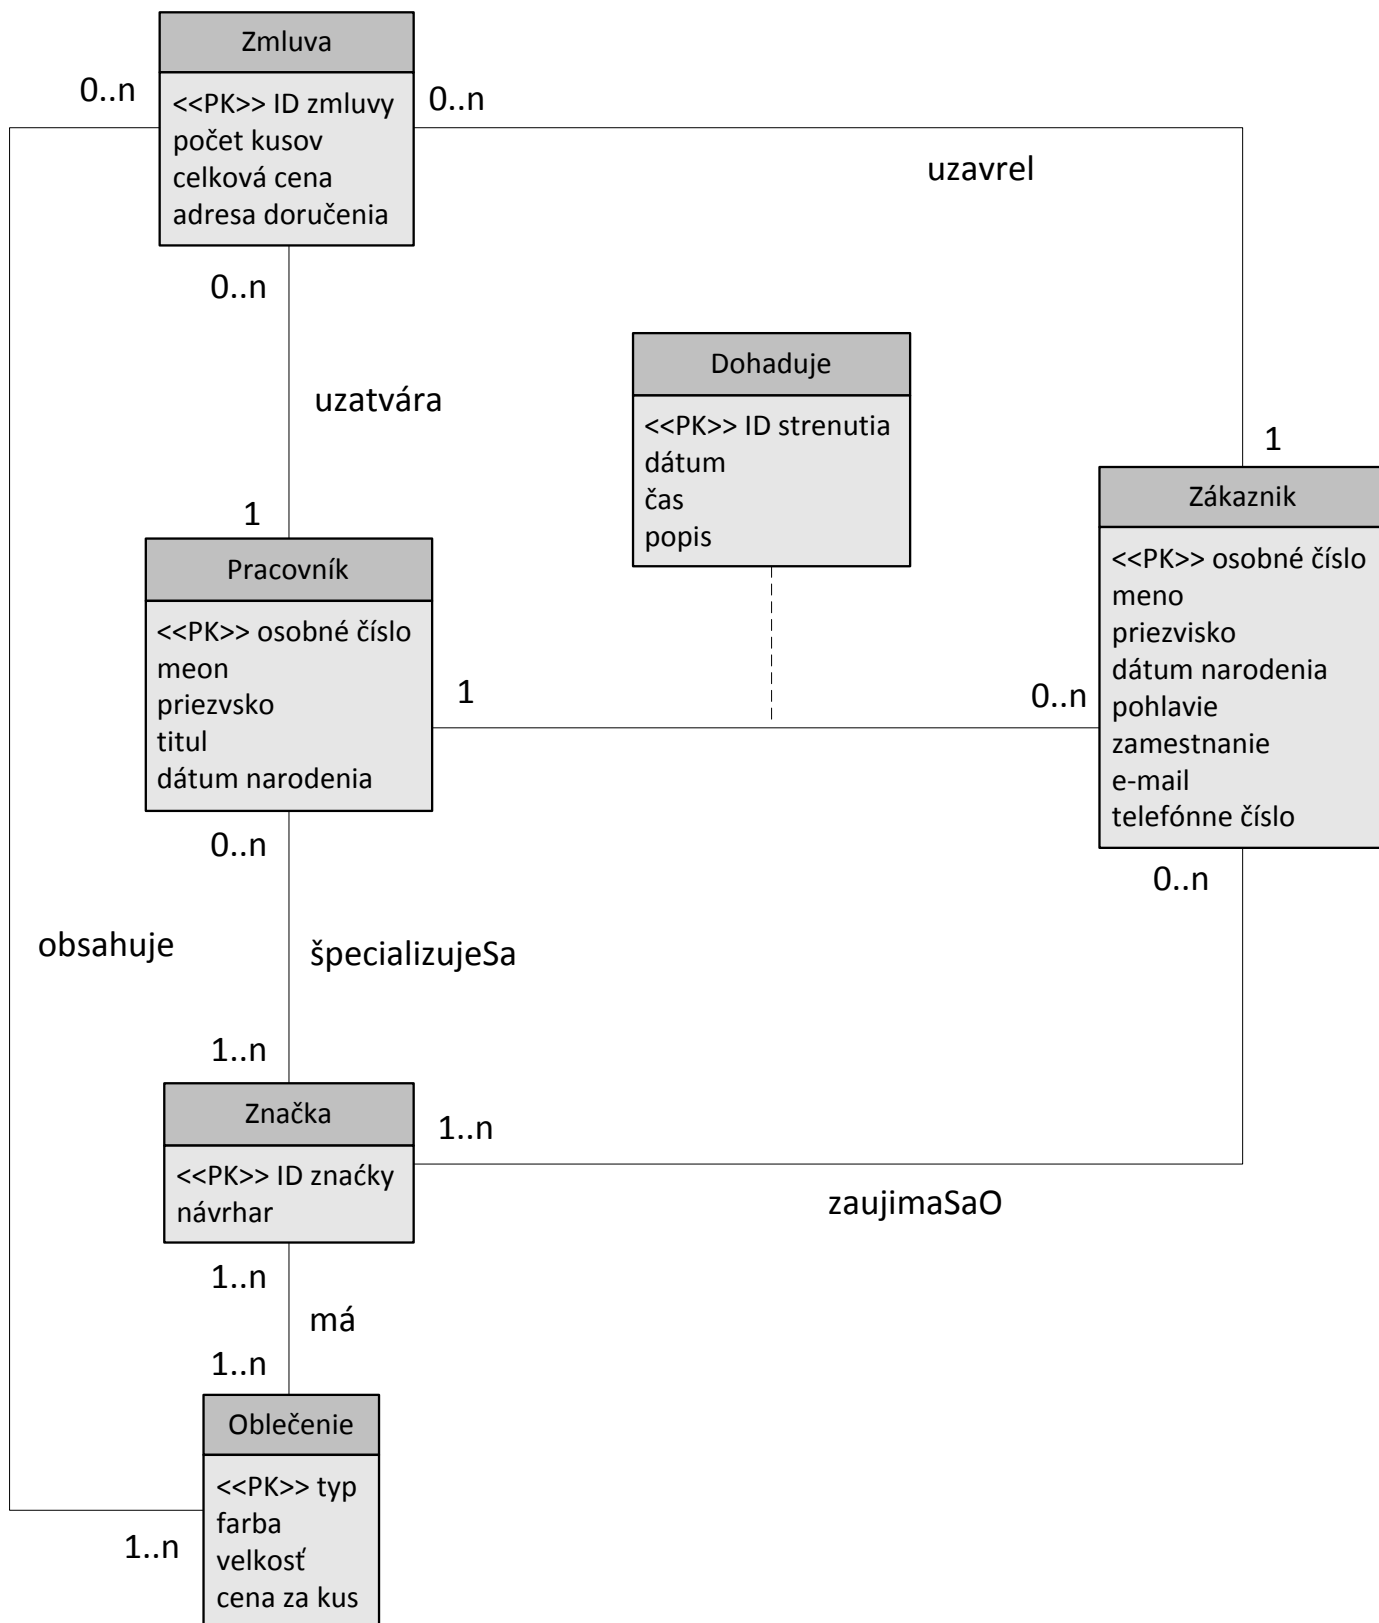 Zmluva
0..n
<<PK>> ID zmluvy
počet kusov
celková cena
adresa doručenia
0..n
uzavrel
0..n
uzatvára
1
Dohaduje
<<PK>> ID strenutia
dátum
čas
popis
1
Zákaznik
<<PK>> osobné číslo
meno
priezvisko
dátum narodenia
pohlavie
zamestnanie
e-mail
telefónne číslo
Pracovník
<<PK>> osobné číslo
meon
priezvsko
titul
dátum narodenia
1
0..n
0..n
0..n
obsahuje
špecializujeSa
1..n
Značka
<<PK>> ID znaćky
návrhar
1..n
zaujimaSaO
1..n
má
1..n
Oblečenie
<<PK>> typ
farba
velkosť
cena za kus
1..n